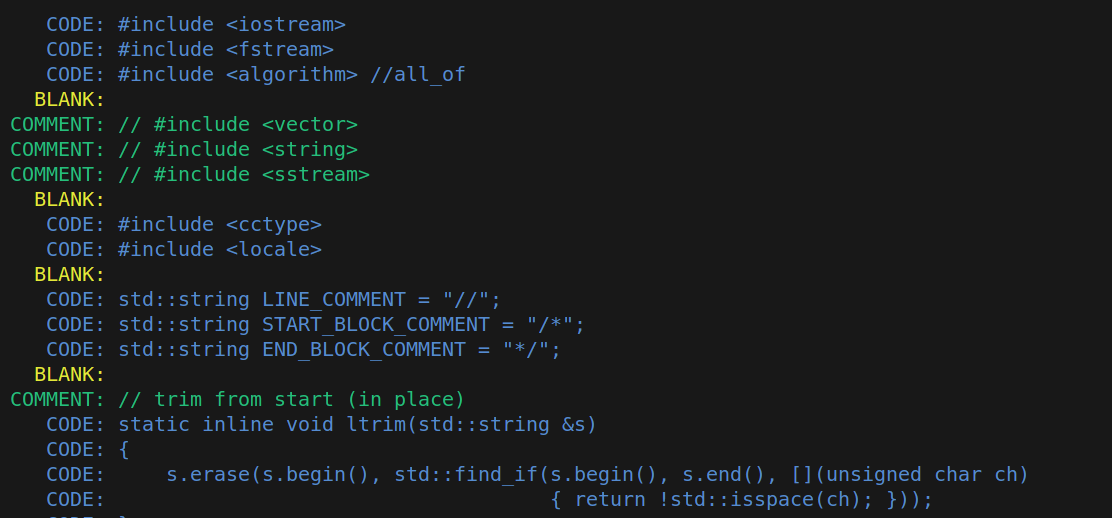 CODE: #include <iostream>
CODE: #include <fstream>
CODE: #include <algorithm> //all_of
BLANK:
COMMENT: // #include <vector>
COMMENT: // #include <string>
COMMENT: // #include <sstream>
BLANK:
CODE: #include <cctype>
CODE: #include <locale>
BLANK:
CODE: std::string LINE_COMMENT = "//";
CODE: std::string START_BLOCK_COMMENT = "/*";
CODE: std::string END_BLOCK_COMMENT = "*/";
BLANK:
COMMENT: // trim from start (in place)
CODE: static inline void ltrim(std::string &s)
CODE: {
CODE:     s.erase(s.begin(), std::find_if(s.begin(), s.end(), [](unsigned char ch)
CODE:                                     { return !std::isspace(ch); }));